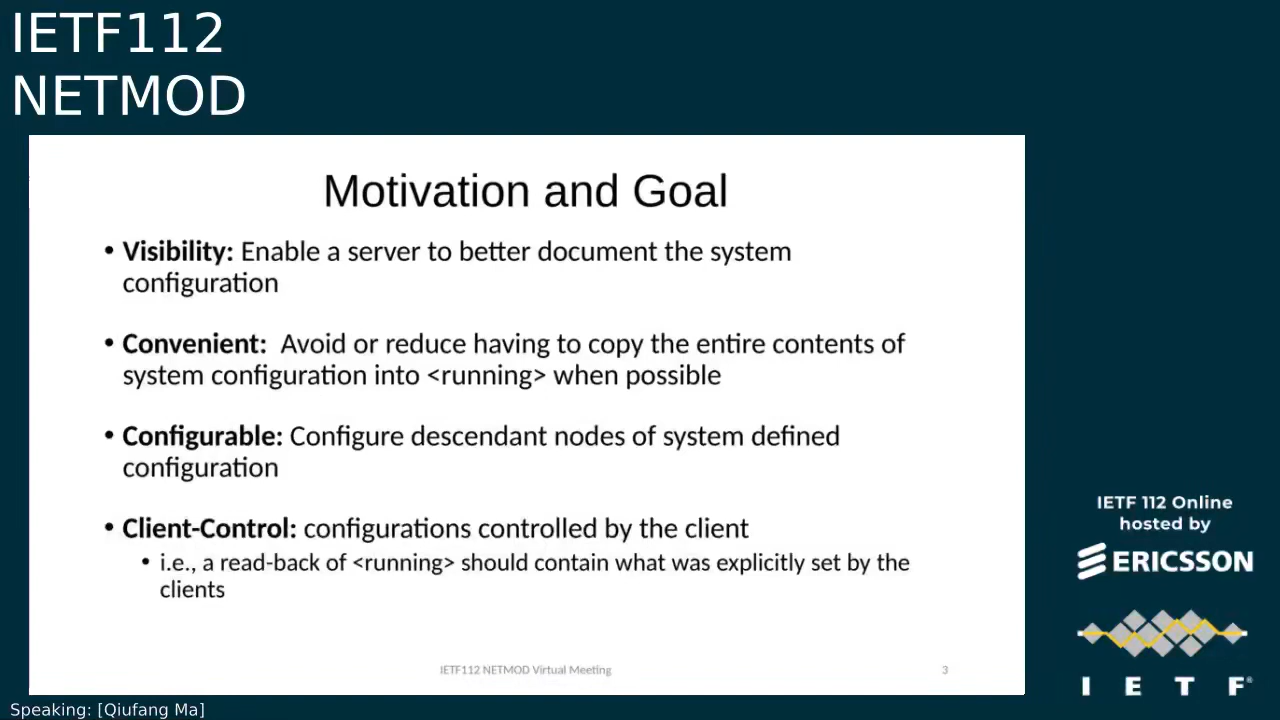 IETF112
NETMOD
Motivation and Goal
• Visibility: Enable a server to better document the system
configuration
• Convenient:  Avoid or reduce having to copy the entire contents of
system configuration into <running> when possible
• Configurable: Configure descendant nodes of system defined
configuration
• Client-Control: configurations controlled by the client
• i.e., a read-back of <running> should contain what was explicitly set by the
clients
IETF112 NETMOD Virtual Meeting
3
IETF 112 Online
hosted by
ERICSSON
I E T F®
Speaking: [Qiufang Ma]